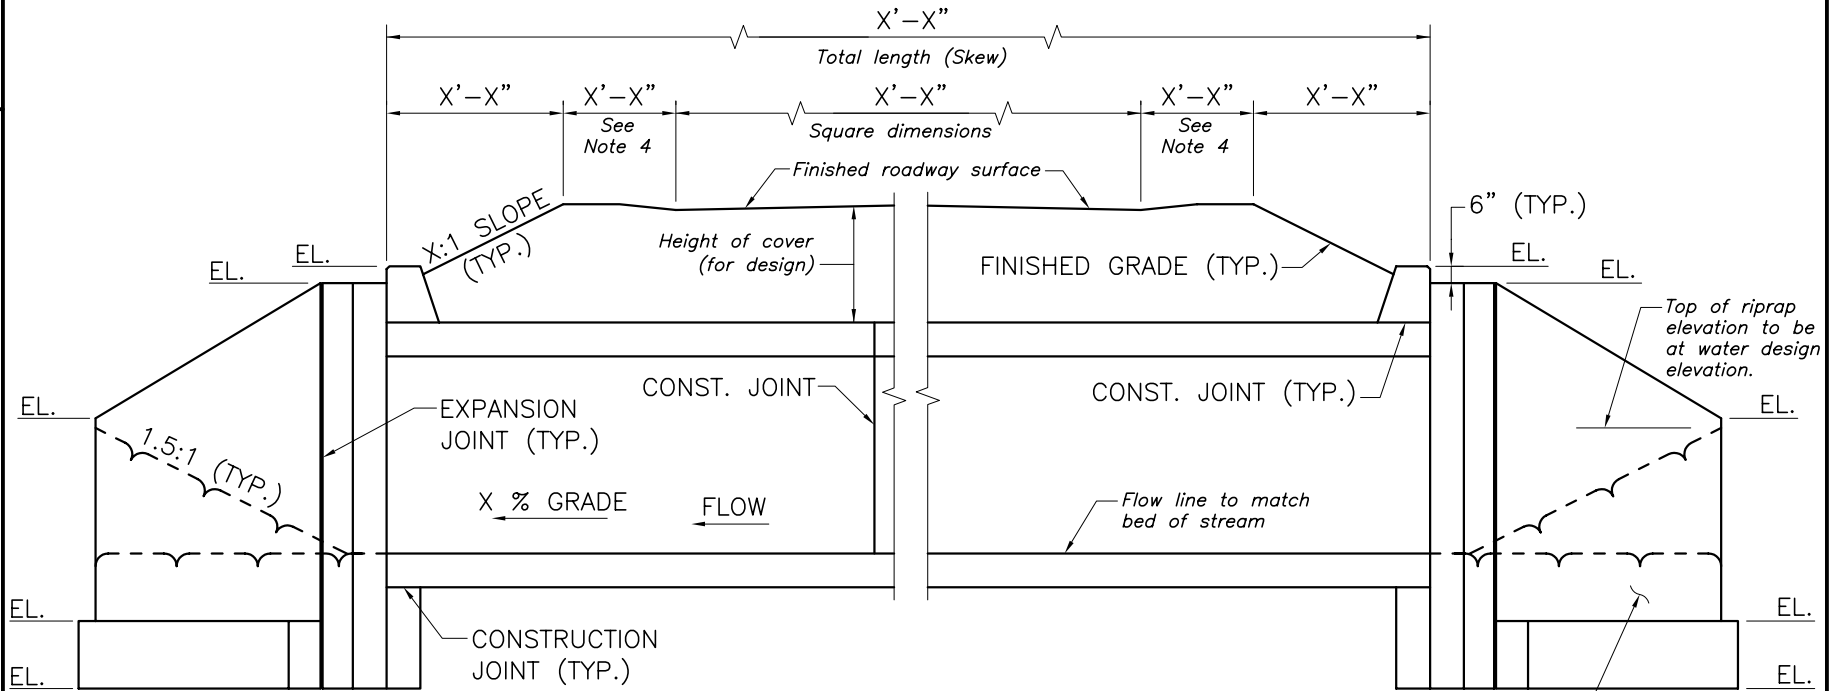 X'-X"
Total length (Skew)
X'-X" X'-X" X'-X" X'-X" X'-X"
See
Note 4
Square dimensions
See
Note 4
Finished roadway surface
X:1 SLOPE
(TYP.)
Height of cover
(for design)
FINISHED GRADE (TYP.)
6" (TYP.)
EL.
EL.
EL.
EL.
Top of riprap
elevation to be
at water design
elevation.
CONST. JOINT
CONST. JOINT (TYP.)
EL.
EL.
EXPANSION
JOINT (TYP.)
1.5:1 (TYP.)
X % GRADE
FLOW
Flow line to match
bed of stream
EL.
EL.
CONSTRUCTION
JOINT (TYP.)
EL.
EL.